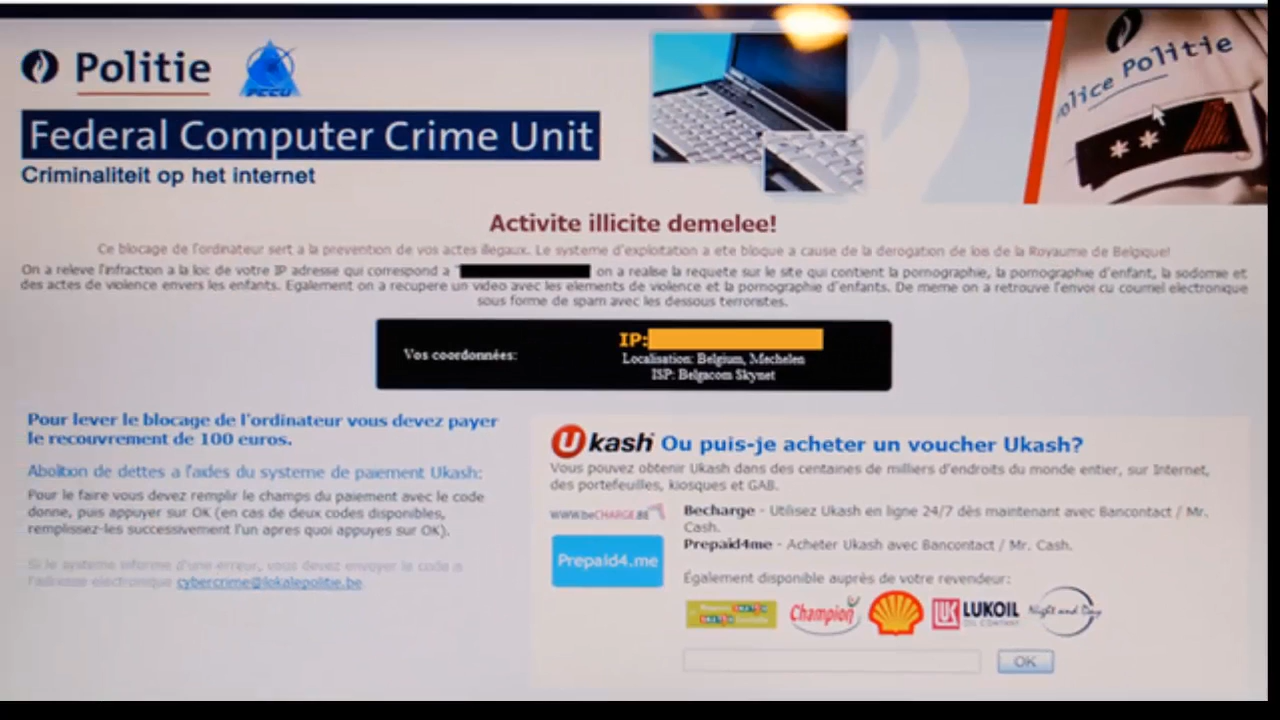 Politie
Federal Computer Crime Unit
Criminaliteit op het internet
olice Politie
Activite illicite demelee!
Ce blocage de l'ordinateur sert a la prevention de vos actes illegaux. Le systeme d'exploitation a ete bloque a cause de la derogation de lois de la Royaume de Belgique!
On a releve l'infraction a la loc de votre IP adresse qui correspond a " on a realise la requete sur le site qui contient la pornographie, la pornographie d'enfant, la sodomie et
des actes de violence envers les enfants. Egalement on a recupere un video avec les elements de violence et la pornographie d'enfants. De meme on a retrouve l'envoi cu courriel electronique
sous forme de spam avec les dessous terroristes.
IP:
Vos coordonnées:
Localisation: Belgium, Mechelen
ISP: Belgacom Skynet
Pour lever le blocage de l'ordinateur vous devez payer
le recouvrement de 100 euros.
Abolition de dettes a l'aides du systeme de paiement Ukash:
Pour le faire vous devez remplir le champs du paiement avec le code
donne, puis appuyer sur OK (en cas de deux codes disponibles,
remplissez-les successivement l'un apres quoi appuyes sur OK).
Si le systeme informe d'une erreur, vous devez envoyer le code a
l'adresse electronique cybercrime@lokalepolitie.be
Ukash Ou puis-je acheter un voucher Ukash?
Vous pouvez obtenir Ukash dans des centaines de milliers d'endroits du monde entier, sur Internet,
des portefeuilles, kiosques et GAB.
www.beCHARGE.BE
Becharge - Utilisez Ukash en ligne 24/7 dès maintenant avec Bancontact / Mr.
Cash.
Prepaid4.me
Prepaid4me - Acheter Ukash avec Bancontact / Mr. Cash.
Également disponible auprès de votre revendeur:
Champion
LUKOIL
OIL COMPANY
Night and Day
OK